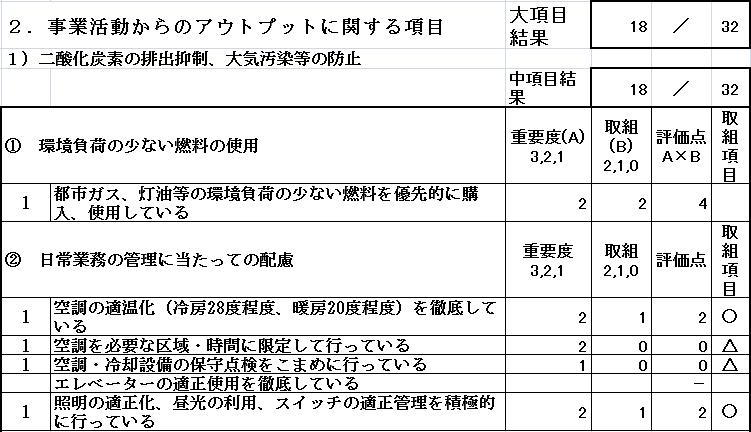 ２．事業活動からのアウトプットに関する項目 大項目結果 18 ／ 32
１）二酸化炭素の排出抑制、大気汚染等の防止
中項目結果 18 ／ 32
① 環境負荷の少ない燃料の使用 重要度(A) 3,2,1 取組(B) 2,1,0 評価点 A×B 取組項目
1 都市ガス、灯油等の環境負荷の少ない燃料を優先的に購入、使用している 2 2 4
② 日常業務の管理に当たっての配慮 重要度 3,2,1 取組 2,1,0 評価点 取組項目
1 空調の適温化（冷房28度程度、暖房20度程度）を徹底している 2 1 2 ○
1 空調を必要な区域・時間に限定して行っている 2 0 0 △
1 空調・冷却設備の保守点検をこまめに行っている 1 0 0 △
エレベーターの適正使用を徹底している －
1 照明の適正化、昼光の利用、スイッチの適正管理を積極的に行っている 2 1 2 ○